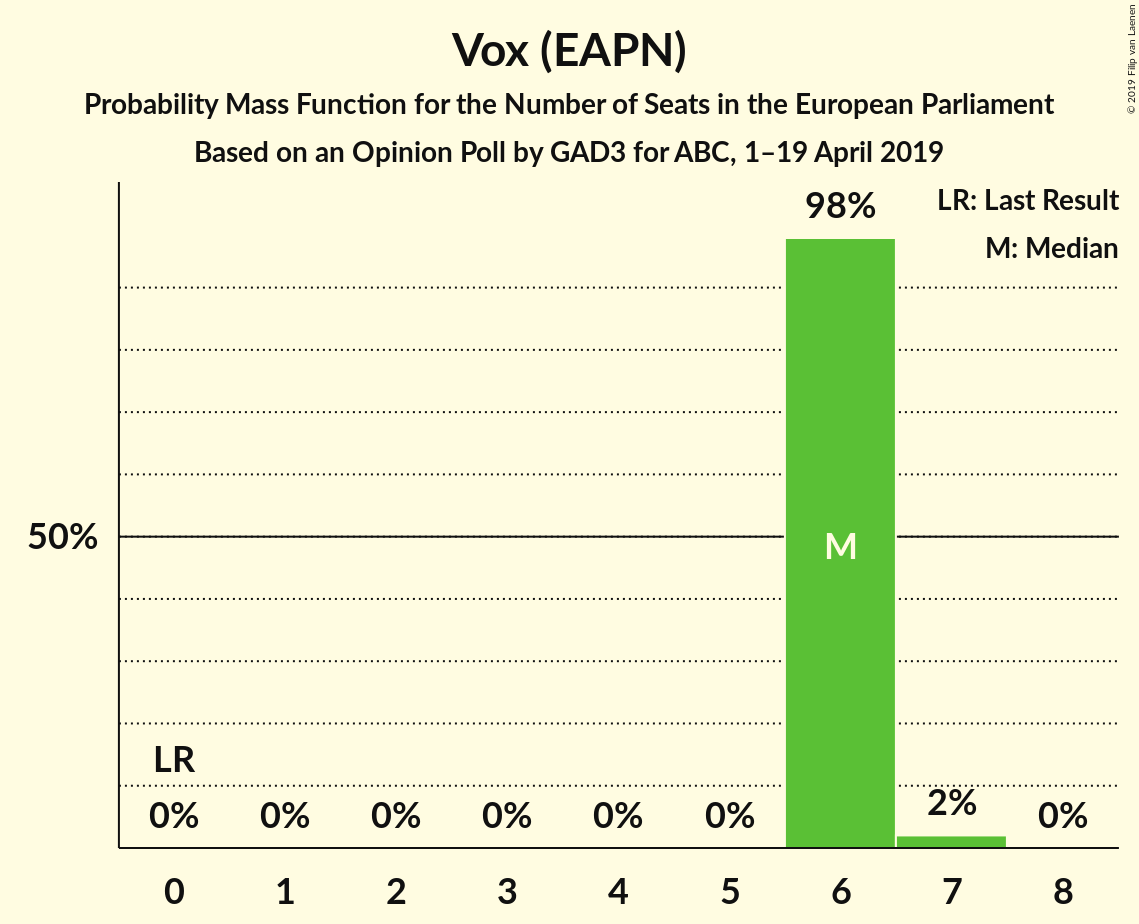 Vox (EAPN)
Probability Mass Function for the Number of Seats in the European Parliament
Based on an Opinion Poll by GAD3 for ABC, 1–19 April 2019
© 2019 Filip van Laenen
LR: Last Result
M: Median
98%
50%
M
LR
0% 0% 0% 0% 0% 0% 2% 0%
0 1 2 3 4 5 6 7 8